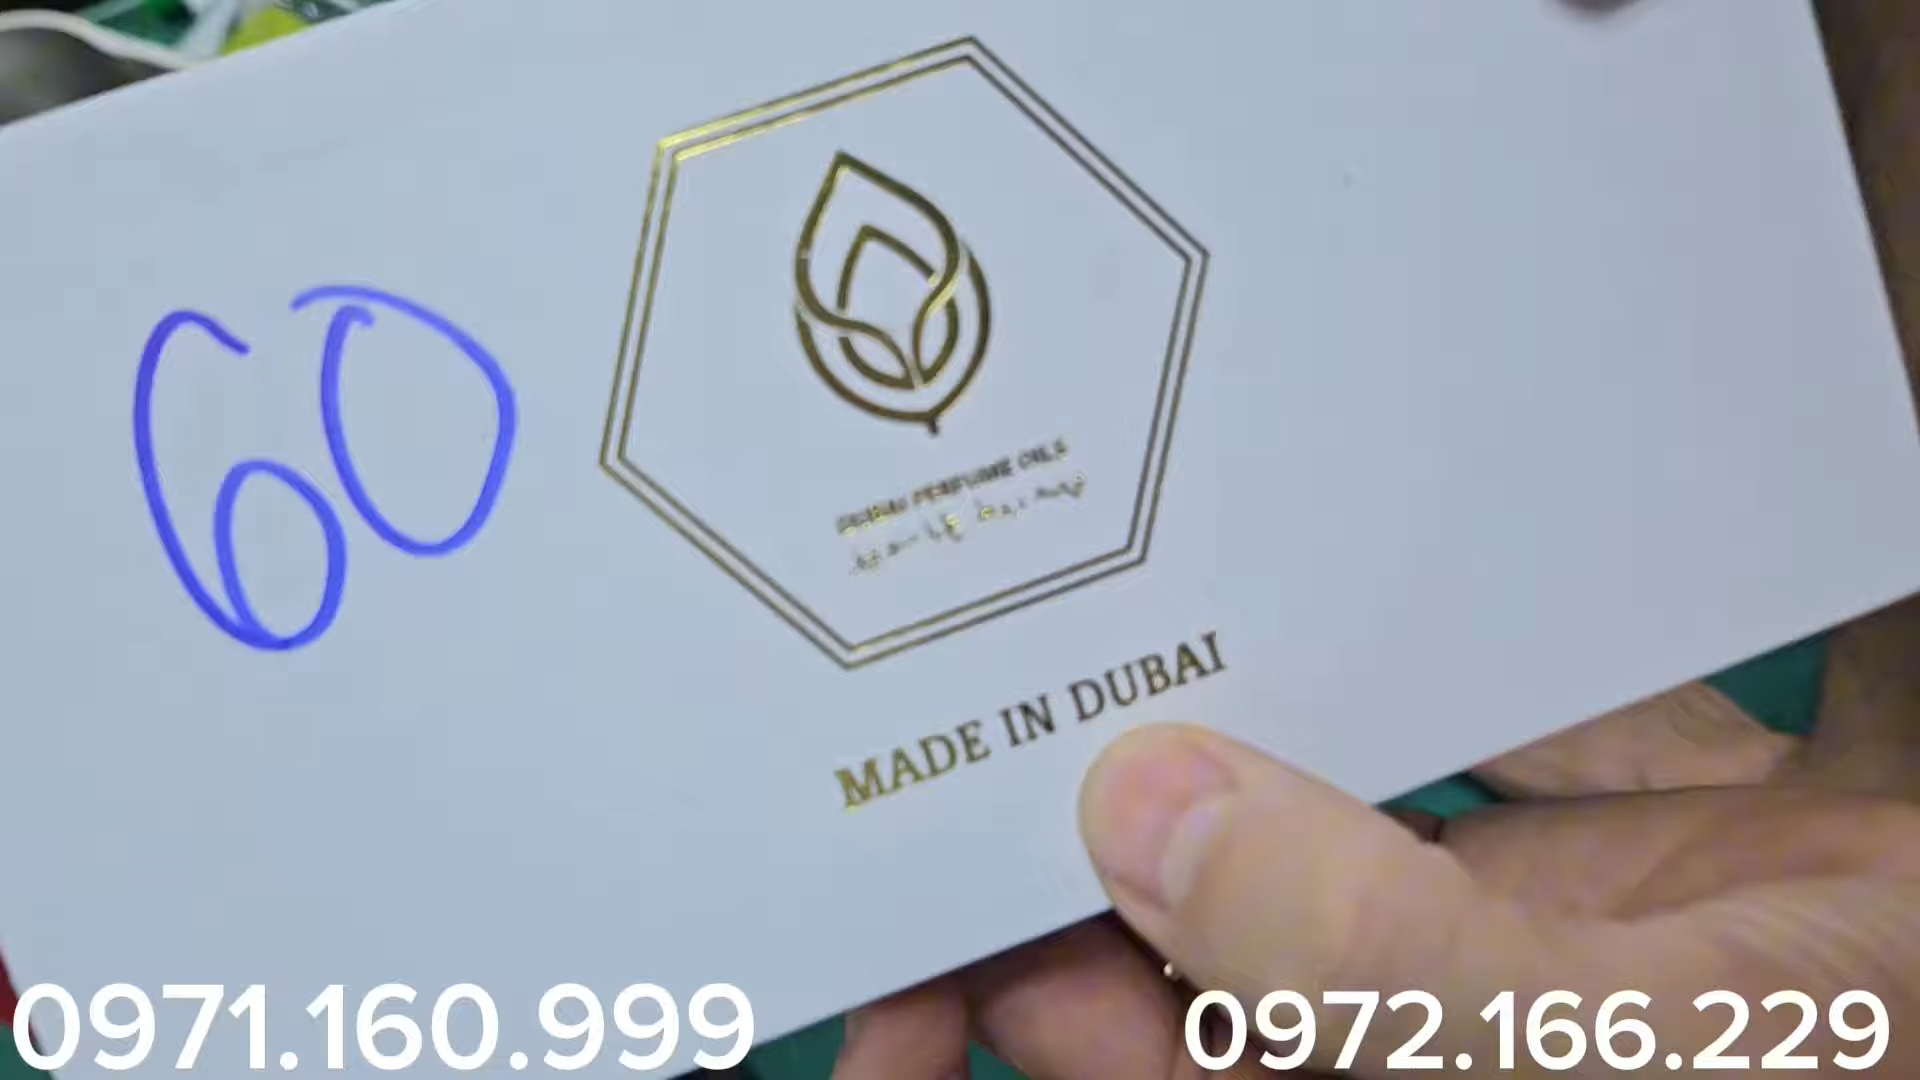 60
DUBAI PERFUME OILS
MADE IN DUBAI
0971.160.999
0972.166.229